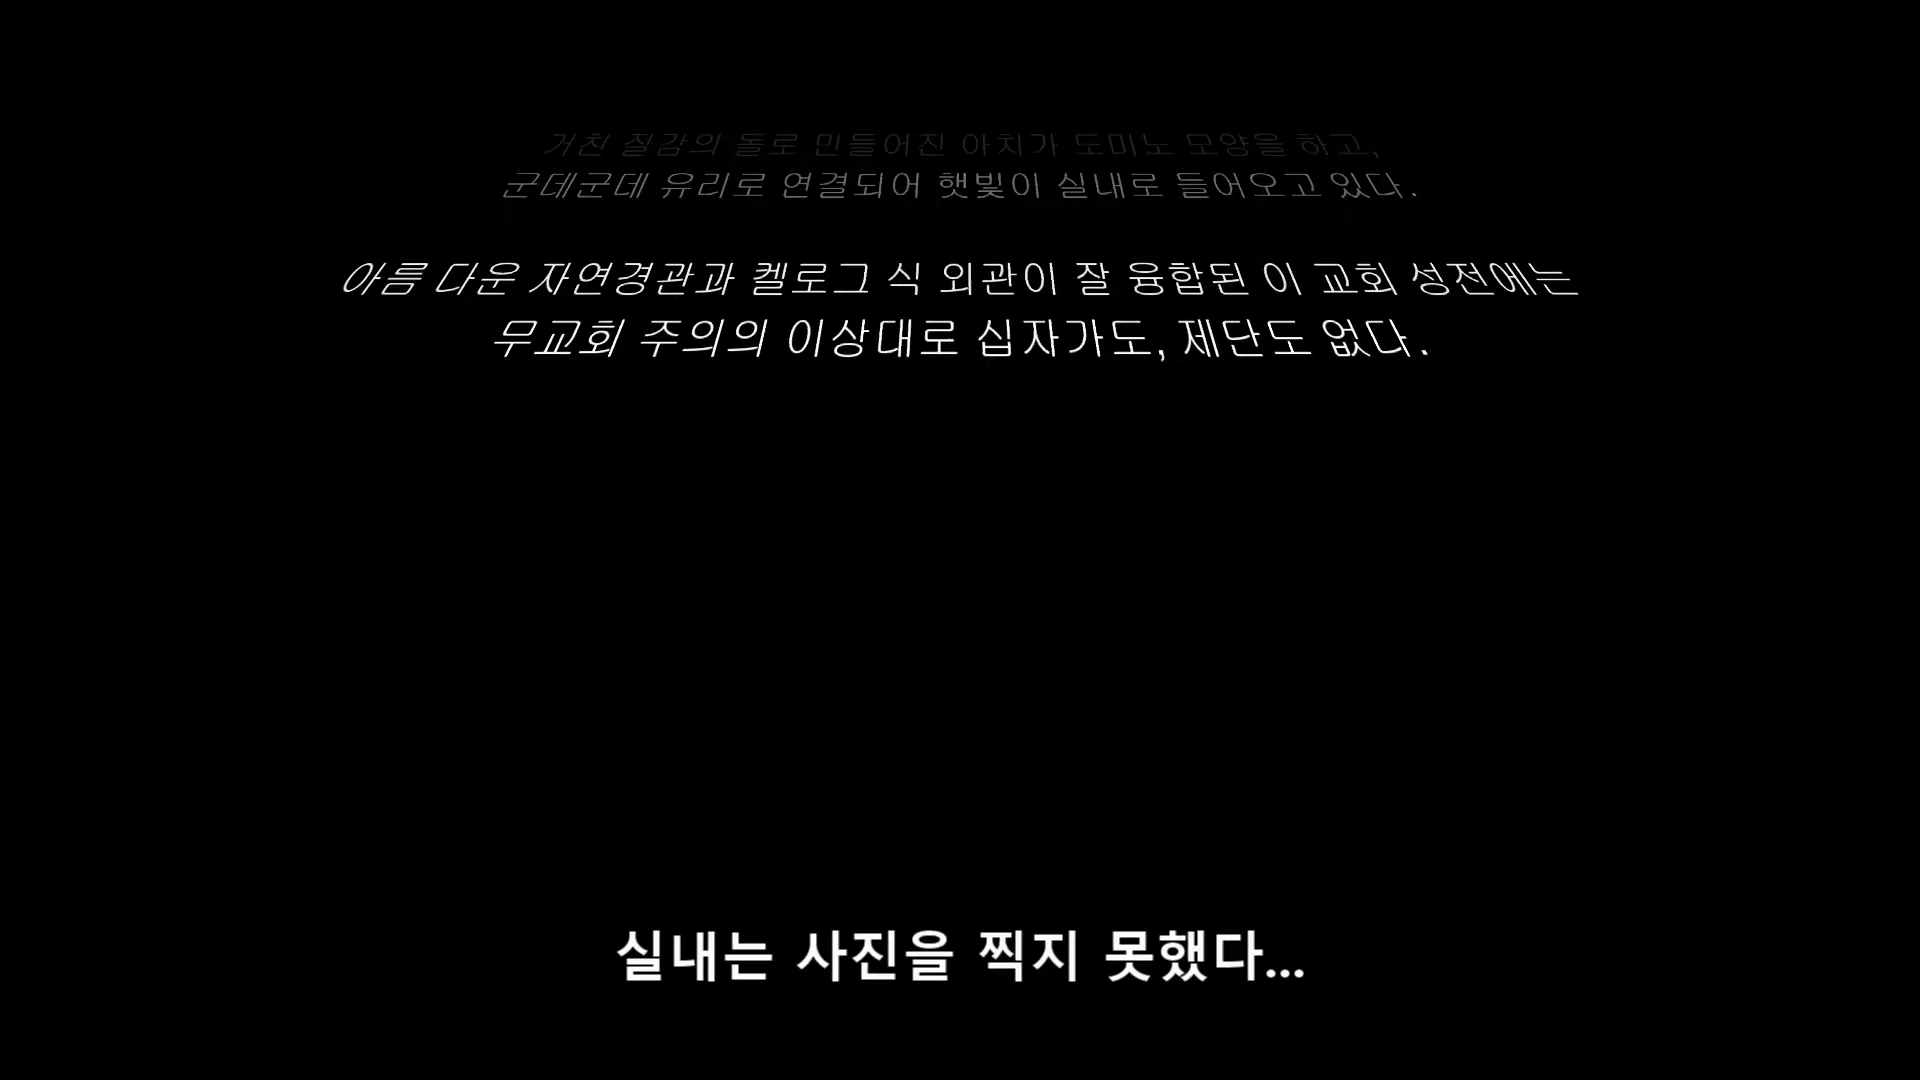 거친 질감의 돌로 만들어진 아치가 도미노 모양을 하고,
군데군데 유리로 연결되어 햇빛이 실내로 들어오고 있다.
아름 다운 자연경관과 켈로그 식 외관이 잘 융합된 이 교회 성전에는
무교회 주의의 이상대로 십자가도, 제단도 없다.
실내는 사진을 찍지 못했다...